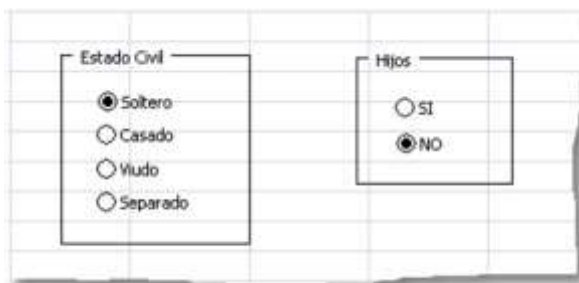 Estado Civil
Soltero
Casado
Viudo
Separado
Hijos
SI
NO